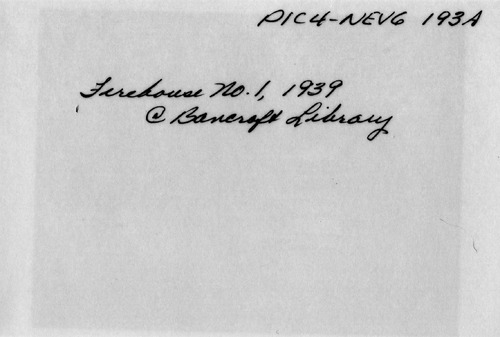 PIC4-NEV6 193A
Firehouse No. 1, 1939
@ Bancroft Library